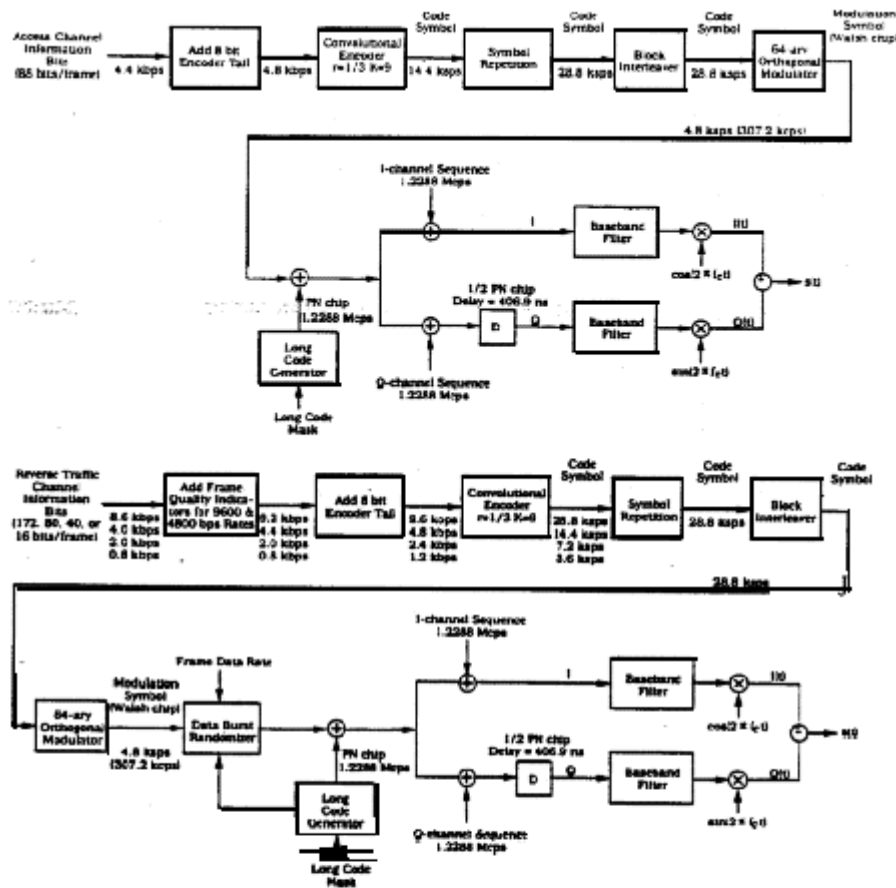 Access Channel
Information
Bits
(88 bits/frame)
4.4 kbps
Add 8 bit
Encoder Tail
4.8 kbps
Convolutional
Encoder
r=1/3 K=9
Code
Symbol
14.4 ksps
Symbol
Repetition
Code
Symbol
28.8 ksps
Block
Interleaver
Code
Symbol
28.8 ksps
64-ary
Orthogonal
Modulator
Modulation
Symbol
(Walsh chip)
4.8 ksps (307.2 kcps)
I-channel Sequence
1.2288 Mcps
I
Baseband
Filter
I(t)
s(t)
PN chip
1.2288 Mcps
1/2 PN chip
Delay = 406.9 ns
D
Q
Baseband
Filter
Q(t)
Long
Code
Generator
Q-channel Sequence
1.2288 Mcps
Long Code
Mask
Reverse Traffic
Channel
Information
Bits
(172, 80, 40, or
16 bits/frame)
8.6 kbps
4.0 kbps
2.0 kbps
0.8 kbps
Add Frame
Quality Indica-
tors for 9600 &
4800 bps Rates
9.2 kbps
4.4 kbps
2.0 kbps
0.8 kbps
Add 8 bit
Encoder Tail
9.6 kbps
4.8 kbps
2.4 kbps
1.2 kbps
Convolutional
Encoder
r=1/3 K=9
Code
Symbol
28.8 ksps
14.4 ksps
7.2 ksps
3.6 ksps
Symbol
Repetition
Code
Symbol
28.8 ksps
Block
Interleaver
Code
Symbol
28.8 ksps
64-ary
Orthogonal
Modulator
Modulation
Symbol
(Walsh chip)
4.8 ksps
(307.2 kcps)
Frame Data Rate
Data Burst
Randomizer
I-channel Sequence
1.2288 Mcps
I
Baseband
Filter
I(t)
s(t)
PN chip
1.2288 Mcps
1/2 PN chip
Delay = 406.9 ns
D
Q
Baseband
Filter
Q(t)
Long
Code
Generator
Q-channel Sequence
1.2288 Mcps
Long Code
Mask